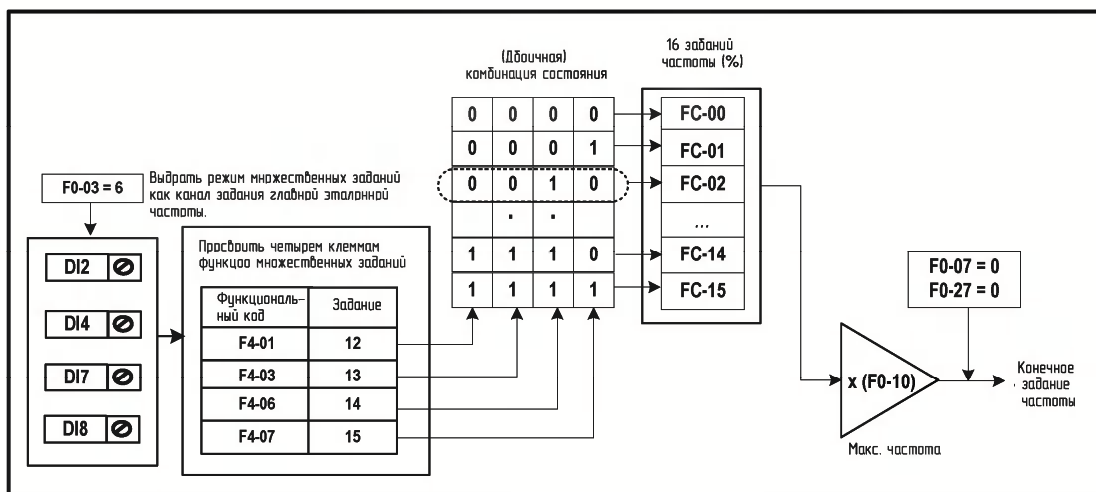 (Двоичная)
комбинация состояния
16 заданий
частоты (%)
0 0 0 0
FC-00
0 0 0 1
FC-01
0 0 1 0
FC-02
. .
...
1 1 1 0
FC-14
1 1 1 1
FC-15
F0-03 = 6
Выдрать режим множественных заданий
как канал задания главной эталонной
частоты.
DI2
DI4
DI7
DI8
Просвоить четырем клеммам
функцоо множественных заданий
Функциональ-
ный код
Задание
F4-01 12
F4-03 13
F4-06 14
F4-07 15
F0-07 = 0
F0-27 = 0
x (F0-10)
Макс. частота
Конечное
задание
частоты